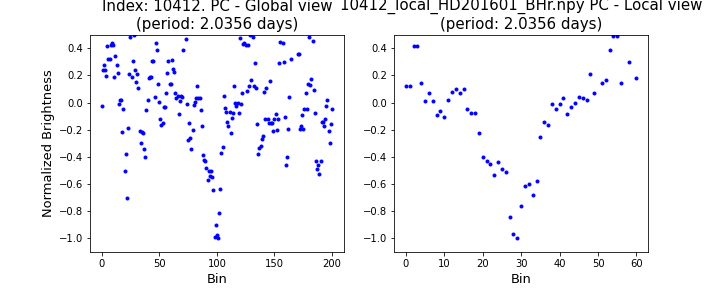 Index: 10412. PC - Global view
(period: 2.0356 days)
10412_local_HD201601_BHr.npy PC - Local view
(period: 2.0356 days)
Normalized Brightness
0.4
0.2
0.0
−0.2
−0.4
−0.6
−0.8
−1.0
0 50 100 150 200
Bin
0.4
0.2
0.0
−0.2
−0.4
−0.6
−0.8
−1.0
0 10 20 30 40 50 60
Bin